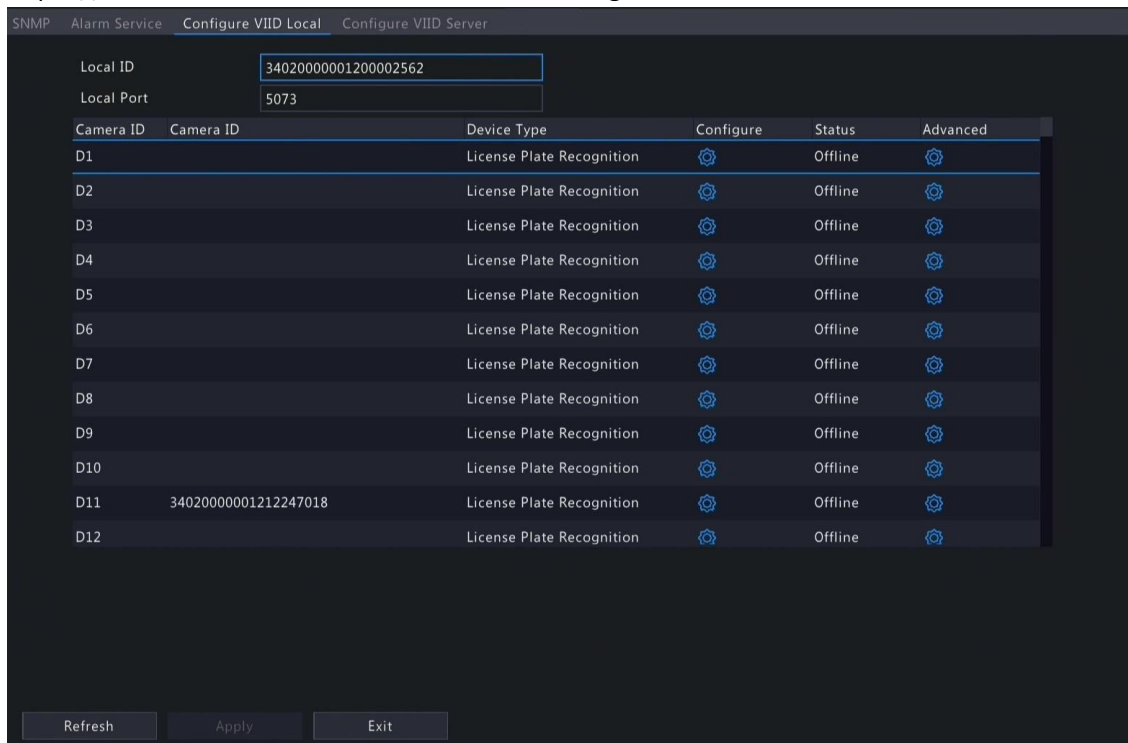 SNMP Alarm Service Configure VIID Local Configure VIID Server
Local ID 34020000001200002562
Local Port 5073
Camera ID Camera ID Device Type Configure Status Advanced
D1 License Plate Recognition Offline
D2 License Plate Recognition Offline
D3 License Plate Recognition Offline
D4 License Plate Recognition Offline
D5 License Plate Recognition Offline
D6 License Plate Recognition Offline
D7 License Plate Recognition Offline
D8 License Plate Recognition Offline
D9 License Plate Recognition Offline
D10 License Plate Recognition Offline
D11 34020000001212247018 License Plate Recognition Offline
D12 License Plate Recognition Offline
Refresh Apply Exit